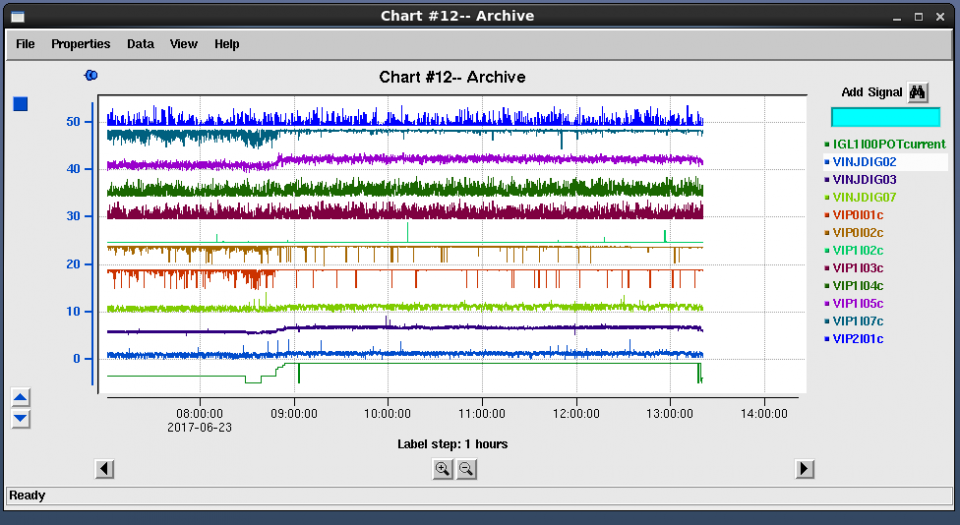 Chart #12-- Archive
File Properties Data View Help
Chart #12-- Archive
Add Signal
50
40
30
20
10
0
IGL1I00POTcurrent
VINJDIG02
VINJDIG03
VINJDIG07
VIP0I01c
VIP0I02c
VIP1I02c
VIP1I03c
VIP1I04c
VIP1I05c
VIP1I07c
VIP2I01c
08:00:00 09:00:00 10:00:00 11:00:00 12:00:00 13:00:00 14:00:00
2017-06-23
Label step: 1 hours
Ready